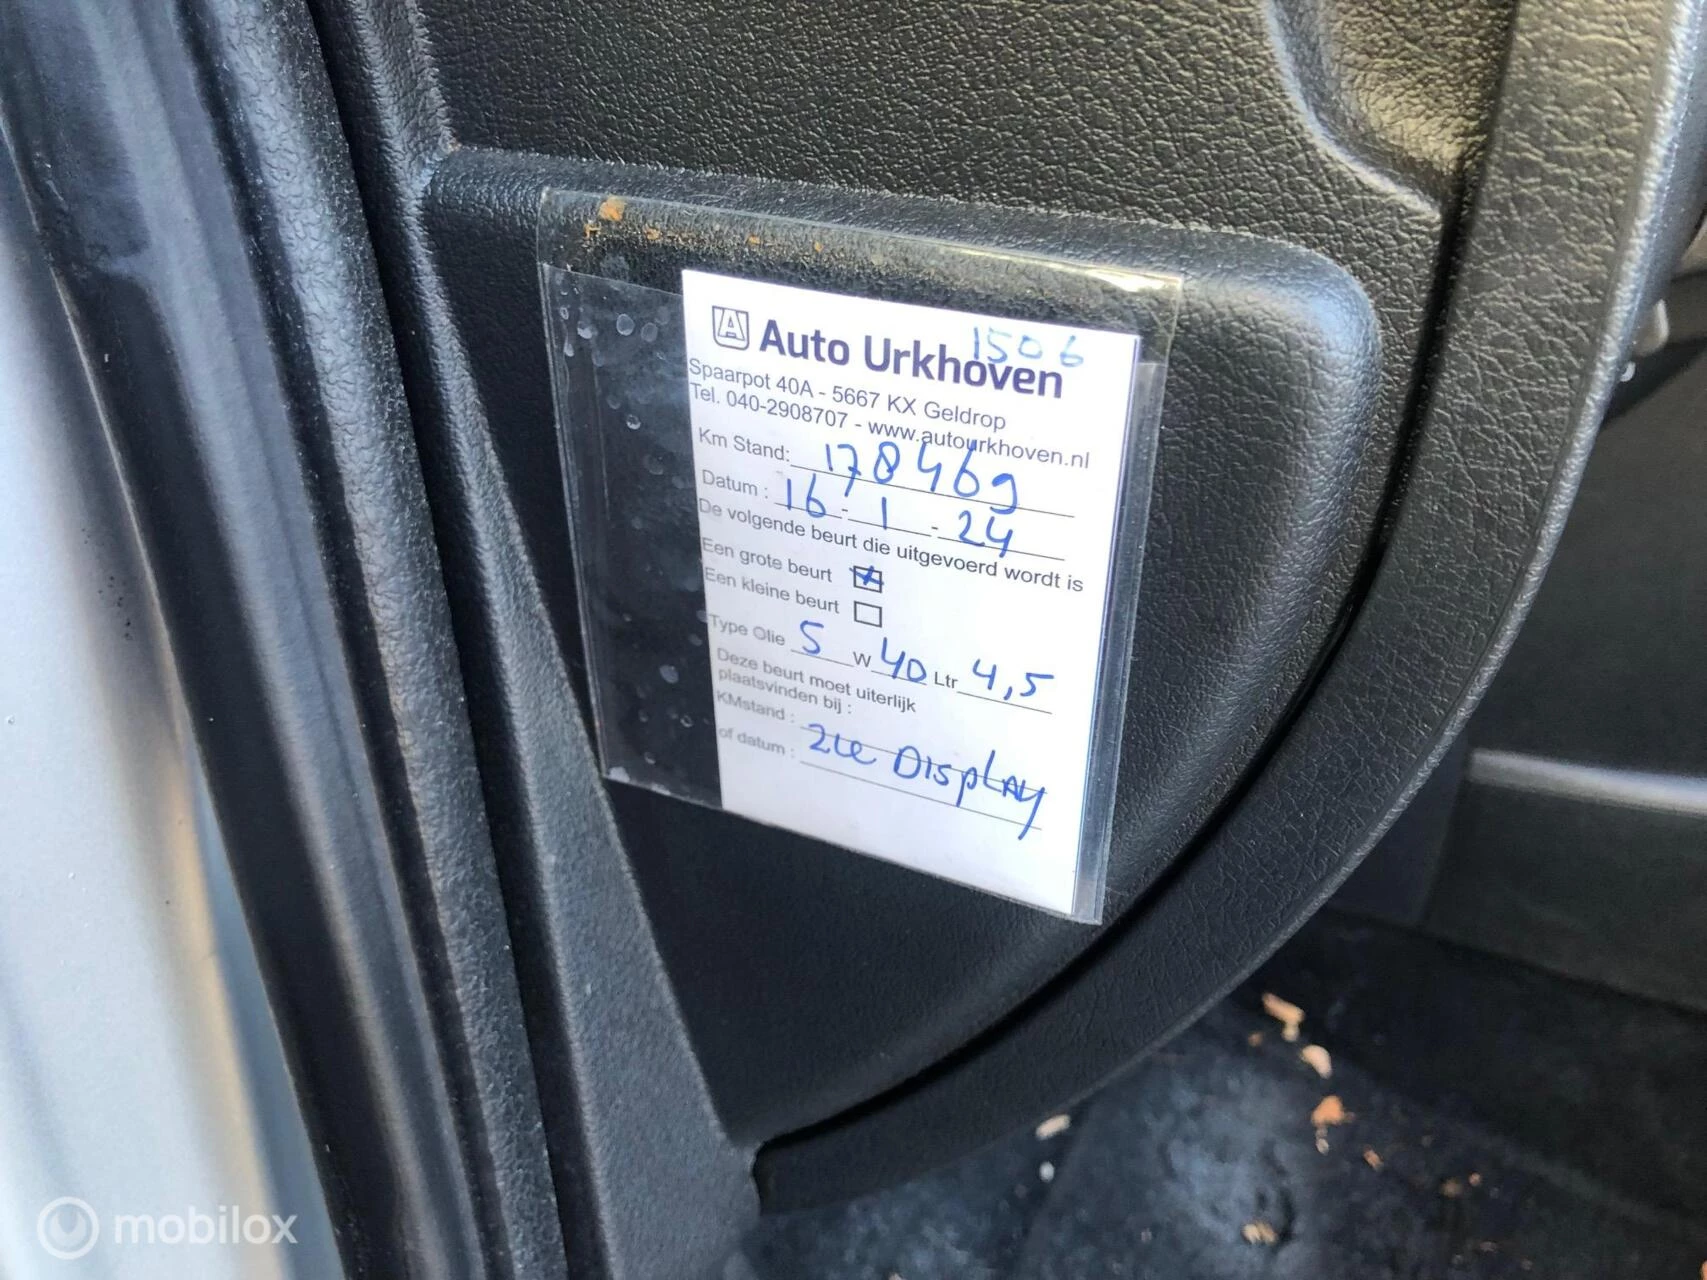 1506
A Auto Urkhoven
Spaarpot 40A - 5667 KX Geldrop
Tel. 040-2908707 - www.autourkhoven.nl
Km Stand: 178469
Datum : 16 - 1 - 24
De volgende beurt die uitgevoerd wordt is
Een grote beurt
Een kleine beurt
Type Olie 5 W 40 Ltr 4,5
Deze beurt moet uiterlijk
plaatsvinden bij :
KMstand :
of datum : zie Display
mobilox